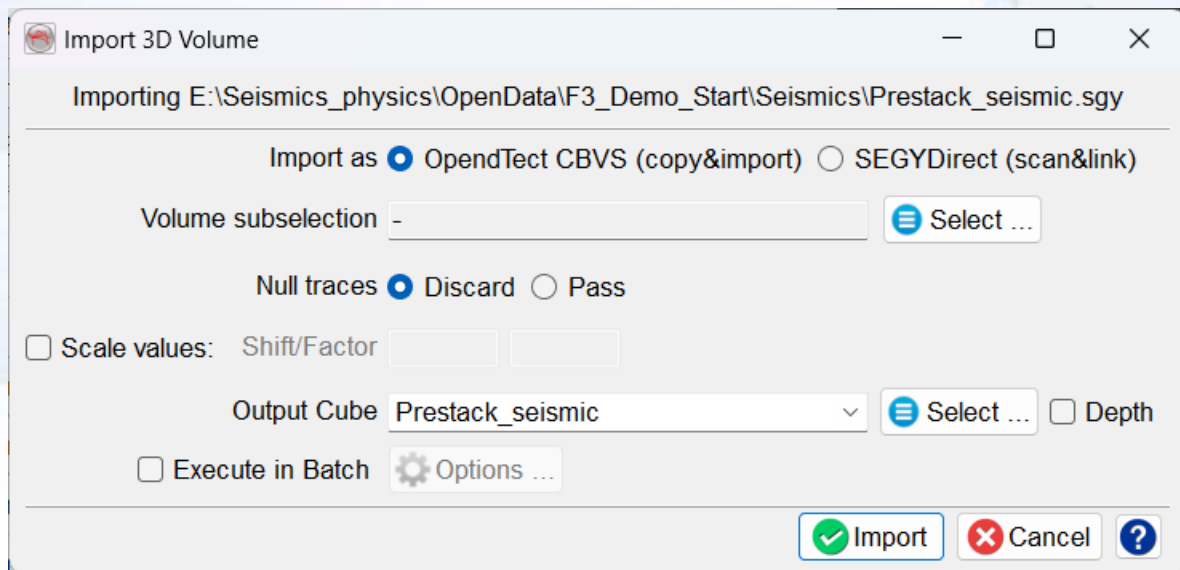 Import 3D Volume
Importing E:\Seismics_physics\OpenData\F3_Demo_Start\Seismics\Prestack_seismic.sgy
Import as OpendTect CBVS (copy&import) SEGYDirect (scan&link)
Volume subselection - Select ...
Null traces Discard Pass
Scale values: Shift/Factor
Output Cube Prestack_seismic Select ... Depth
Execute in Batch Options ...
Import Cancel ?